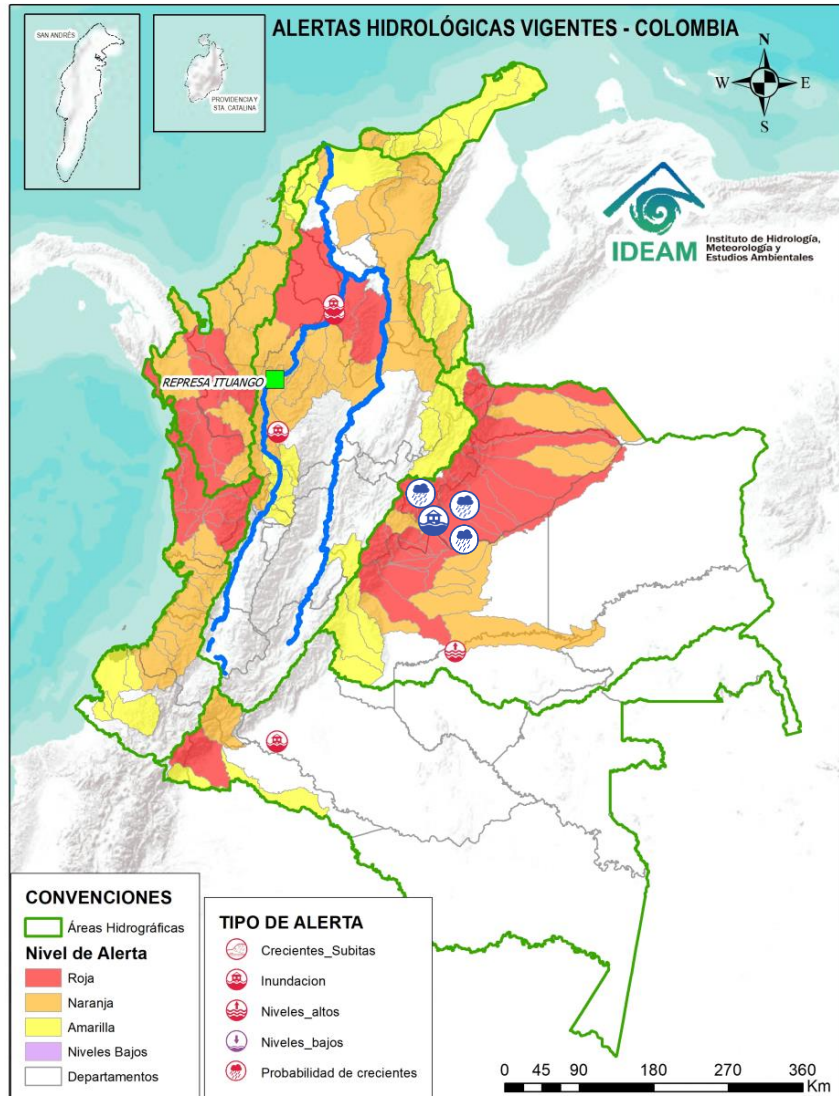 ALERTAS HIDROLÓGICAS VIGENTES - COLOMBIA
SAN ANDRÉS
PROVIDENCIA Y
STA. CATALINA
N
W
E
S
IDEAM
Instituto de Hidrología,
Meteorología y
Estudios Ambientales
REPRESA ITUANGO
CONVENCIONES
Áreas Hidrográficas
Nivel de Alerta
Roja
Naranja
Amarilla
Niveles Bajos
Departamentos
TIPO DE ALERTA
Crecientes_Subitas
Inundacion
Niveles_altos
Niveles_bajos
Probabilidad de crecientes
0 45 90 180 270 360
Km